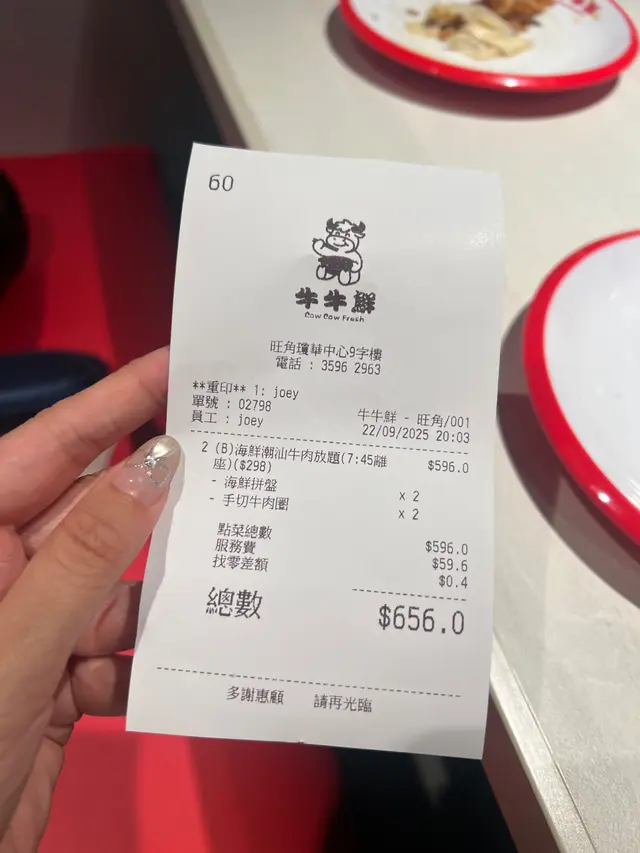 60
牛牛鮮
Cow Cow Fresh
旺角瓊華中心9字樓
電話 : 3596 2963
**重印** 1: joey
單號 : 02798 牛牛鮮 - 旺角/001
員工 : joey 22/09/2025 20:03
2 (B)海鮮潮汕牛肉放題(7:45離 $596.0
座)($298)
- 海鮮拼盤 x 2
- 手切牛肉圈 x 2
點菜總數 $596.0
服務費 $59.6
找零差額 $0.4
總數 $656.0
多謝惠顧 請再光臨